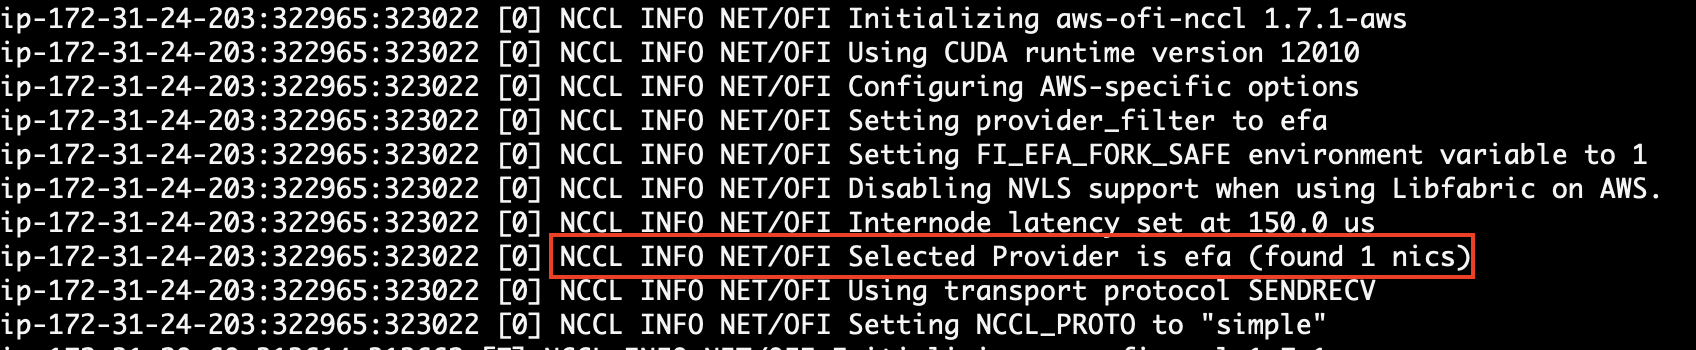 ip-172-31-24-203:322965:323022 [0] NCCL INFO NET/OFI Initializing aws-ofi-nccl 1.7.1-aws
ip-172-31-24-203:322965:323022 [0] NCCL INFO NET/OFI Using CUDA runtime version 12010
ip-172-31-24-203:322965:323022 [0] NCCL INFO NET/OFI Configuring AWS-specific options
ip-172-31-24-203:322965:323022 [0] NCCL INFO NET/OFI Setting provider_filter to efa
ip-172-31-24-203:322965:323022 [0] NCCL INFO NET/OFI Setting FI_EFA_FORK_SAFE environment variable to 1
ip-172-31-24-203:322965:323022 [0] NCCL INFO NET/OFI Disabling NVLS support when using Libfabric on AWS.
ip-172-31-24-203:322965:323022 [0] NCCL INFO NET/OFI Internode latency set at 150.0 us
ip-172-31-24-203:322965:323022 [0] NCCL INFO NET/OFI Selected Provider is efa (found 1 nics)
ip-172-31-24-203:322965:323022 [0] NCCL INFO NET/OFI Using transport protocol SENDRECV
ip-172-31-24-203:322965:323022 [0] NCCL INFO NET/OFI Setting NCCL_PROTO to "simple"